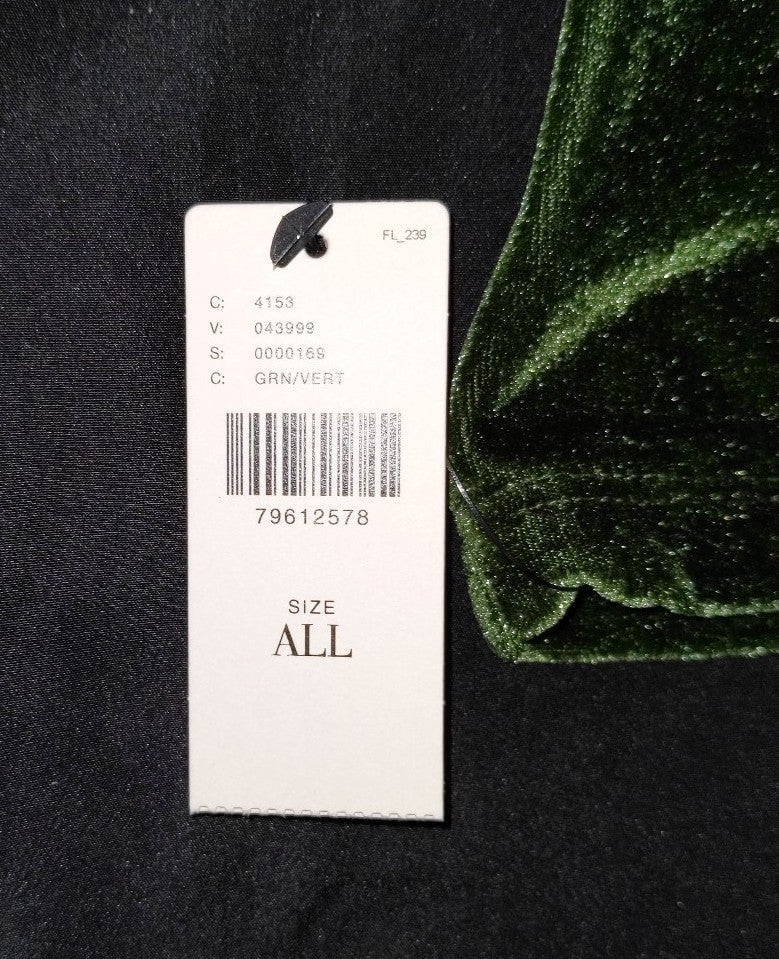 FL_239
C: 4153
V: 043999
S: 0000169
C: GRN/VERT
79612578
SIZE
ALL